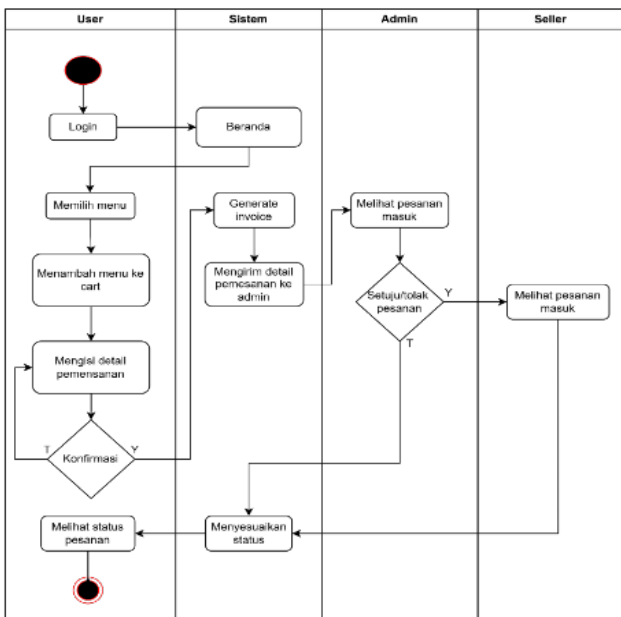 User
Sistem
Admin
Seller
Login
Beranda
Memilih menu
Generate
invoice
Melihat pesanan
masuk
Menambah menu ke
cart
Mengirim detail
pemesanan ke
admin
Setuju/tolak
pesanan
Y
T
Melihat pesanan
masuk
Mengisi detail
pemensanan
T
Konfirmasi
Y
Melihat status
pesanan
Menyesuaikan
status